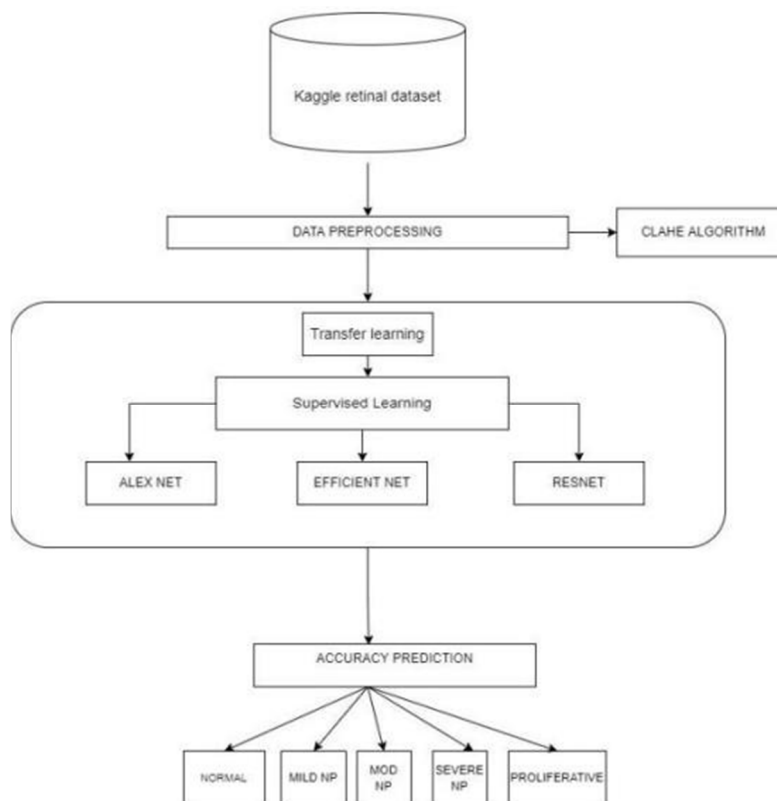 Kaggle retinal dataset
DATA PREPROCESSING
CLAHE ALGORITHM
Transfer learning
Supervised Learning
ALEX NET
EFFICIENT NET
RESNET
ACCURACY PREDICTION
NORMAL
MILD NP
MOD
NP
SEVERE
NP
PROLIFERATIVE